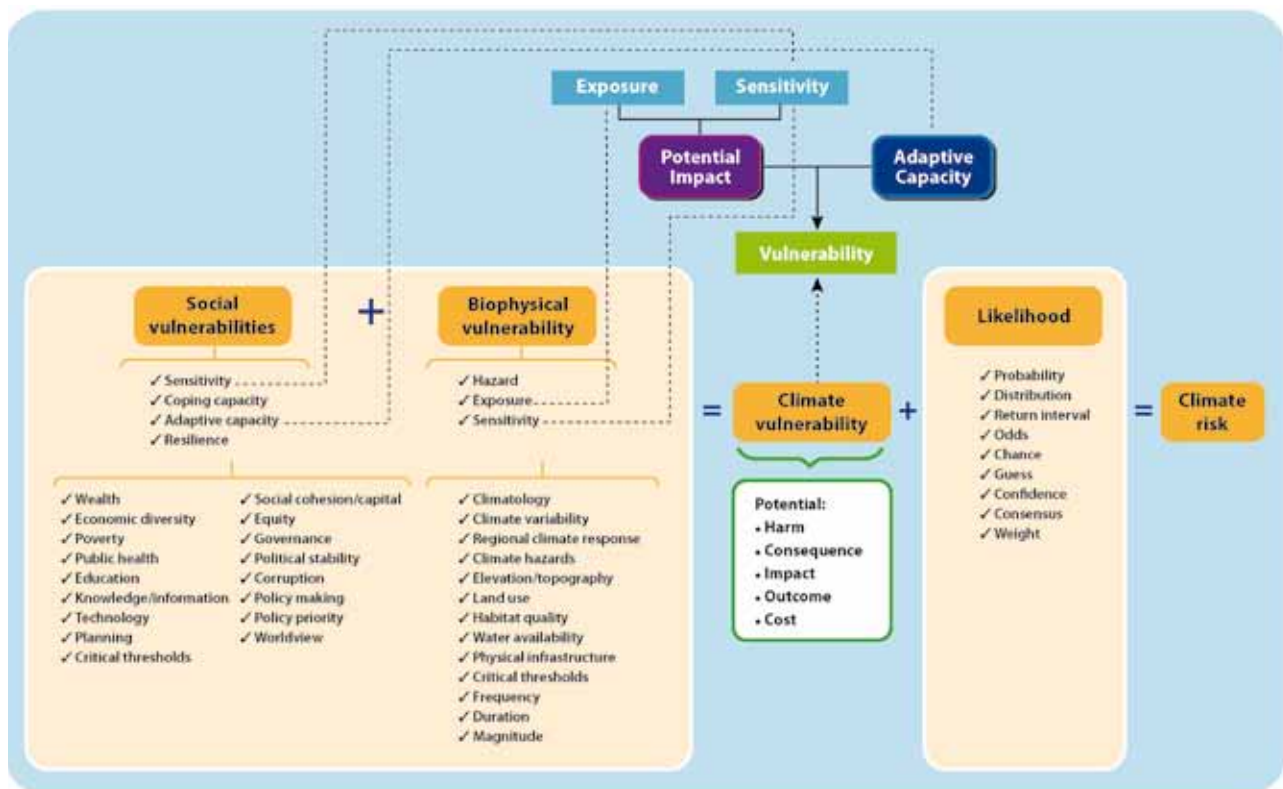 Exposure
Sensitivity
Potential
Impact
Adaptive
Capacity
Vulnerability
Social
vulnerabilities
+
Biophysical
vulnerability
✓ Sensitivity
✓ Coping capacity
✓ Adaptive capacity
✓ Resilience
✓ Hazard
✓ Exposure
✓ Sensitivity
✓ Wealth
✓ Economic diversity
✓ Poverty
✓ Public health
✓ Education
✓ Knowledge/information
✓ Technology
✓ Planning
✓ Critical thresholds
✓ Social cohesion/capital
✓ Equity
✓ Governance
✓ Political stability
✓ Corruption
✓ Policy making
✓ Policy priority
✓ Worldview
✓ Climatology
✓ Climate variability
✓ Regional climate response
✓ Climate hazards
✓ Elevation/topography
✓ Land use
✓ Habitat quality
✓ Water availability
✓ Physical infrastructure
✓ Critical thresholds
✓ Frequency
✓ Duration
✓ Magnitude
=
Climate
vulnerability
Potential:
• Harm
• Consequence
• Impact
• Outcome
• Cost
+
Likelihood
✓ Probability
✓ Distribution
✓ Return interval
✓ Odds
✓ Chance
✓ Guess
✓ Confidence
✓ Consensus
✓ Weight
=
Climate
risk